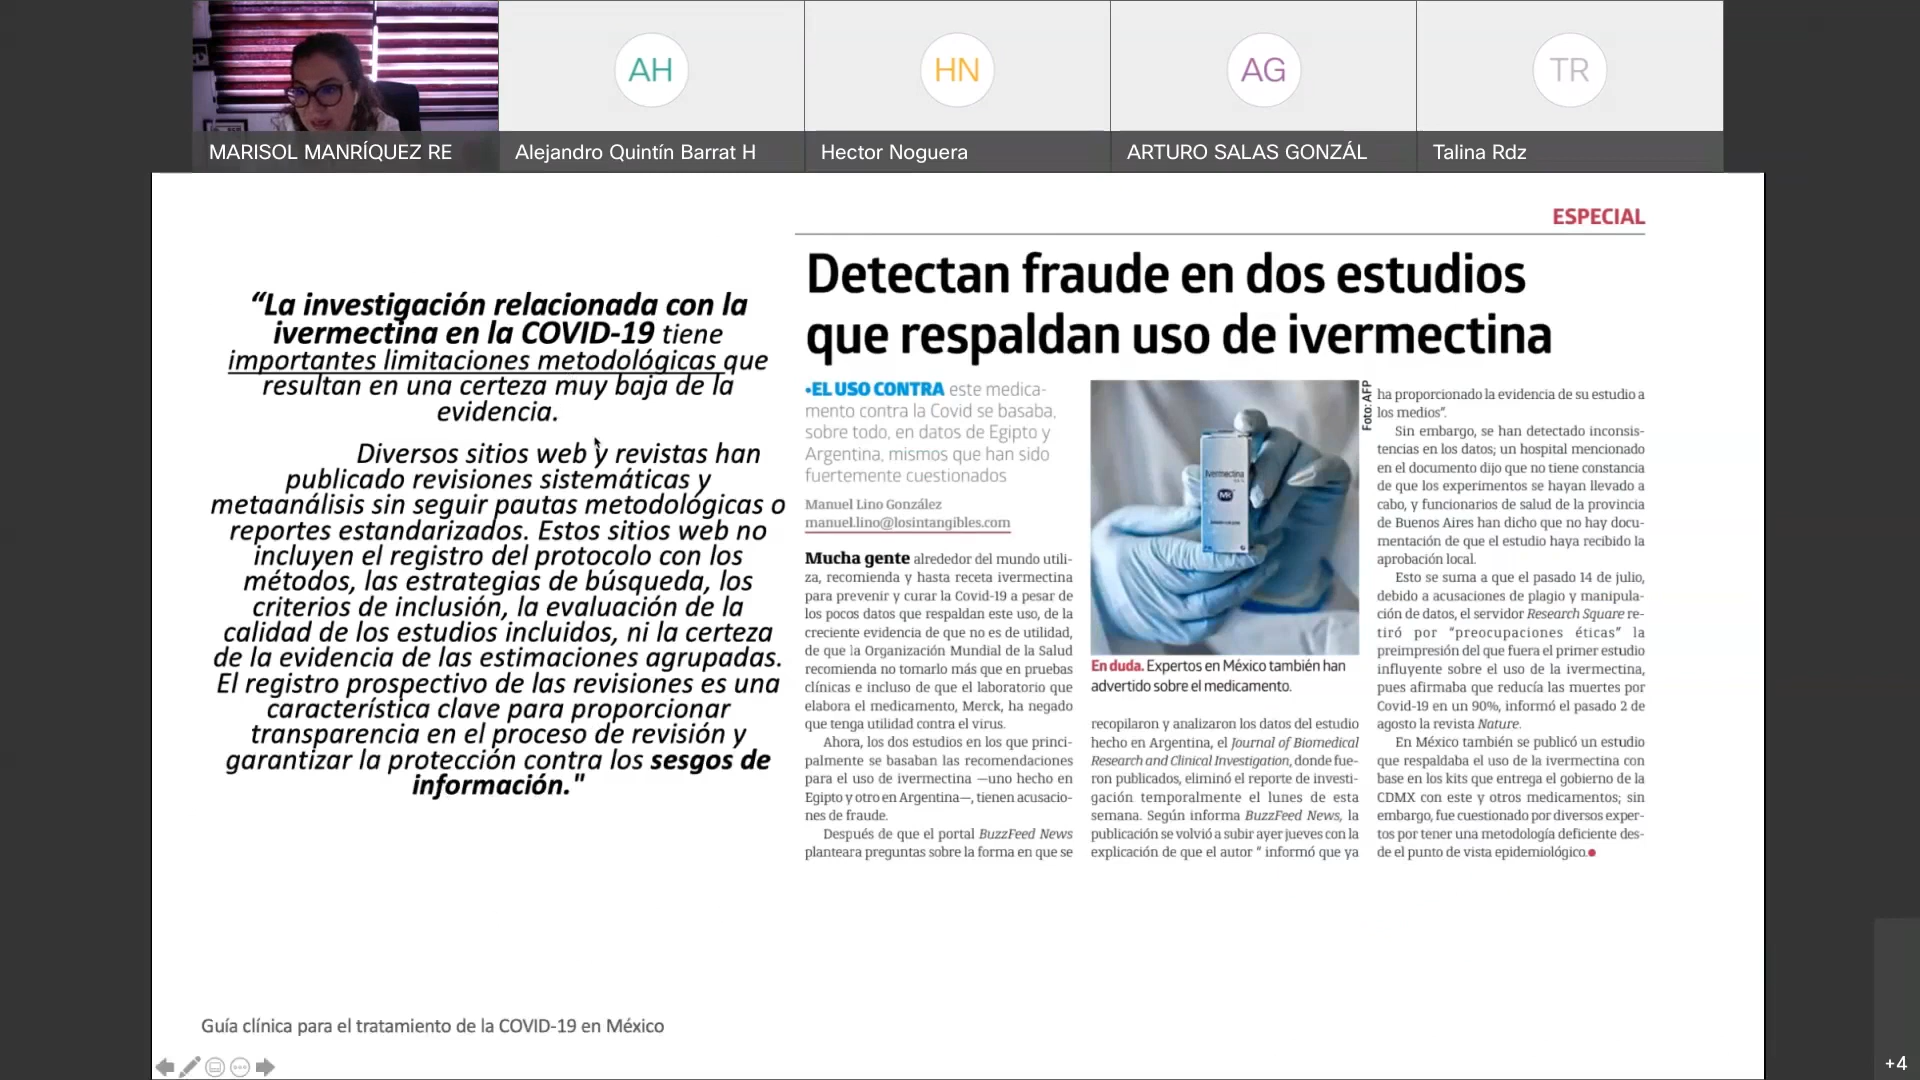 AH
HN
AG
TR
MARISOL MANRÍQUEZ RE
Alejandro Quintín Barrat H
Hector Noguera
ARTURO SALAS GONZÁL
Talina Rdz
“La investigación relacionada con la
ivermectina en la COVID-19 tiene
importantes limitaciones metodológicas que
resultan en una certeza muy baja de la
evidencia.
Diversos sitios web y revistas han
publicado revisiones sistemáticas y
metaanálisis sin seguir pautas metodológicas o
reportes estandarizados. Estos sitios web no
incluyen el registro del protocolo con los
métodos, las estrategias de búsqueda, los
criterios de inclusión, la evaluación de la
calidad de los estudios incluidos, ni la certeza
de la evidencia de las estimaciones agrupadas.
El registro prospectivo de las revisiones es una
característica clave para proporcionar
transparencia en el proceso de revisión y
garantizar la protección contra los sesgos de
información."
ESPECIAL
Detectan fraude en dos estudios
que respaldan uso de ivermectina
•EL USO CONTRA este medica-
mento contra la Covid se basaba,
sobre todo, en datos de Egipto y
Argentina, mismos que han sido
fuertemente cuestionados
Manuel Lino González
manuel.lino@losintangibles.com
Mucha gente alrededor del mundo utili-
za, recomienda y hasta receta ivermectina
para prevenir y curar la Covid-19 a pesar de
los pocos datos que respaldan este uso, de la
creciente evidencia de que no es de utilidad,
de que la Organización Mundial de la Salud
recomienda no tomarlo más que en pruebas
clínicas e incluso de que el laboratorio que
elabora el medicamento, Merck, ha negado
que tenga utilidad contra el virus.
Ahora, los dos estudios en los que princi-
palmente se basaban las recomendaciones
para el uso de ivermectina —uno hecho en
Egipto y otro en Argentina—, tienen acusacio-
nes de fraude.
Después de que el portal BuzzFeed News
planteara preguntas sobre la forma en que se
Foto: AFP
Ivermectina
MK
En duda. Expertos en México también han
advertido sobre el medicamento.
recopilaron y analizaron los datos del estudio
hecho en Argentina, el Journal of Biomedical
Research and Clinical Investigation, donde fue-
ron publicados, eliminó el reporte de investi-
gación temporalmente el lunes de esta
semana. Según informa BuzzFeed News, la
publicación se volvió a subir ayer jueves con la
explicación de que el autor “ informó que ya
ha proporcionado la evidencia de su estudio a
los medios”.
Sin embargo, se han detectado inconsis-
tencias en los datos; un hospital mencionado
en el documento dijo que no tiene constancia
de que los experimentos se hayan llevado a
cabo, y funcionarios de salud de la provincia
de Buenos Aires han dicho que no hay docu-
mentación de que el estudio haya recibido la
aprobación local.
Esto se suma a que el pasado 14 de julio,
debido a acusaciones de plagio y manipula-
ción de datos, el servidor Research Square re-
tiró por “preocupaciones éticas” la
preimpresión del que fuera el primer estudio
influyente sobre el uso de la ivermectina,
pues afirmaba que reducía las muertes por
Covid-19 en un 90%, informó el pasado 2 de
agosto la revista Nature.
En México también se publicó un estudio
que respaldaba el uso de la ivermectina con
base en los kits que entrega el gobierno de la
CDMX con este y otros medicamentos; sin
embargo, fue cuestionado por diversos exper-
tos por tener una metodología deficiente des-
de el punto de vista epidemiológico.
Guía clínica para el tratamiento de la COVID-19 en México
+4